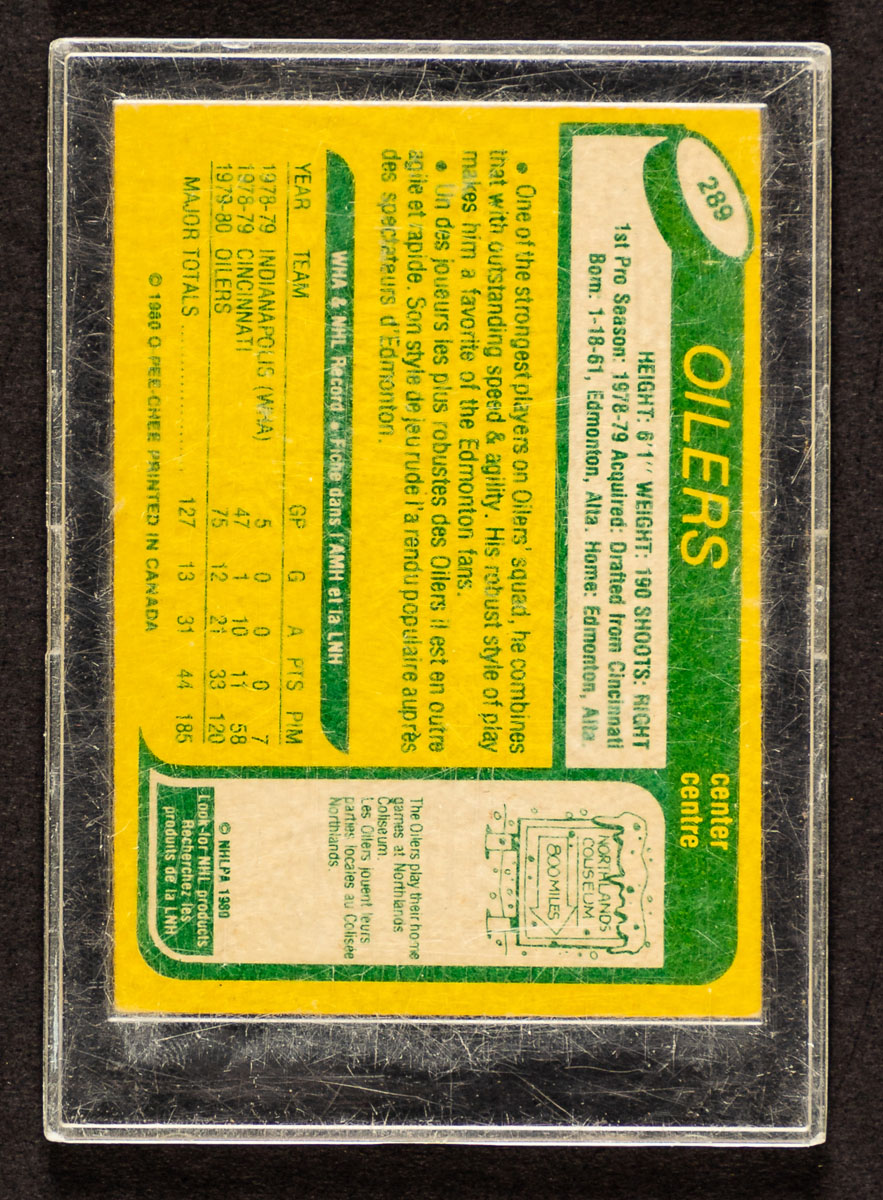 289
OILERS
center
centre
HEIGHT: 6'1" WEIGHT: 190 SHOOTS: RIGHT
1st Pro Season: 1978-79 Acquired: Drafted from Cincinnati
Born: 1-18-61, Edmonton, Alta. Home: Edmonton, Alta
• One of the strongest players on Oilers' squad, he combines
that with outstanding speed & agility. His robust style of play
makes him a favorite of the Edmonton fans.
• Un des joueurs les plus robustes des Oilers il est en outre
agile et rapide. Son style de jeu rude l'a rendu populaire auprès
des spectateurs d'Edmonton.
WHA & NHL Record • Fiche dans l'AMH et la LNH
YEAR TEAM GP G A PTS PIM
1978-79 INDIANAPOLIS (WHA) 5 0 0 0 7
1978-79 CINCINNATI 47 1 10 11 58
1979-80 OILERS 75 12 21 33 120
MAJOR TOTALS .................... 127 13 31 44 185
© 1980 O-PEE-CHEE PRINTED IN CANADA
NORTHLANDS
COLISEUM
800 MILES
The Oilers play their home
games at Northlands
Coliseum.
Les Oilers jouent leurs
parties locales au Colisée
Northlands.
© NHLPA 1980
Look for NHL products
Recherchez les
produits de la LNH